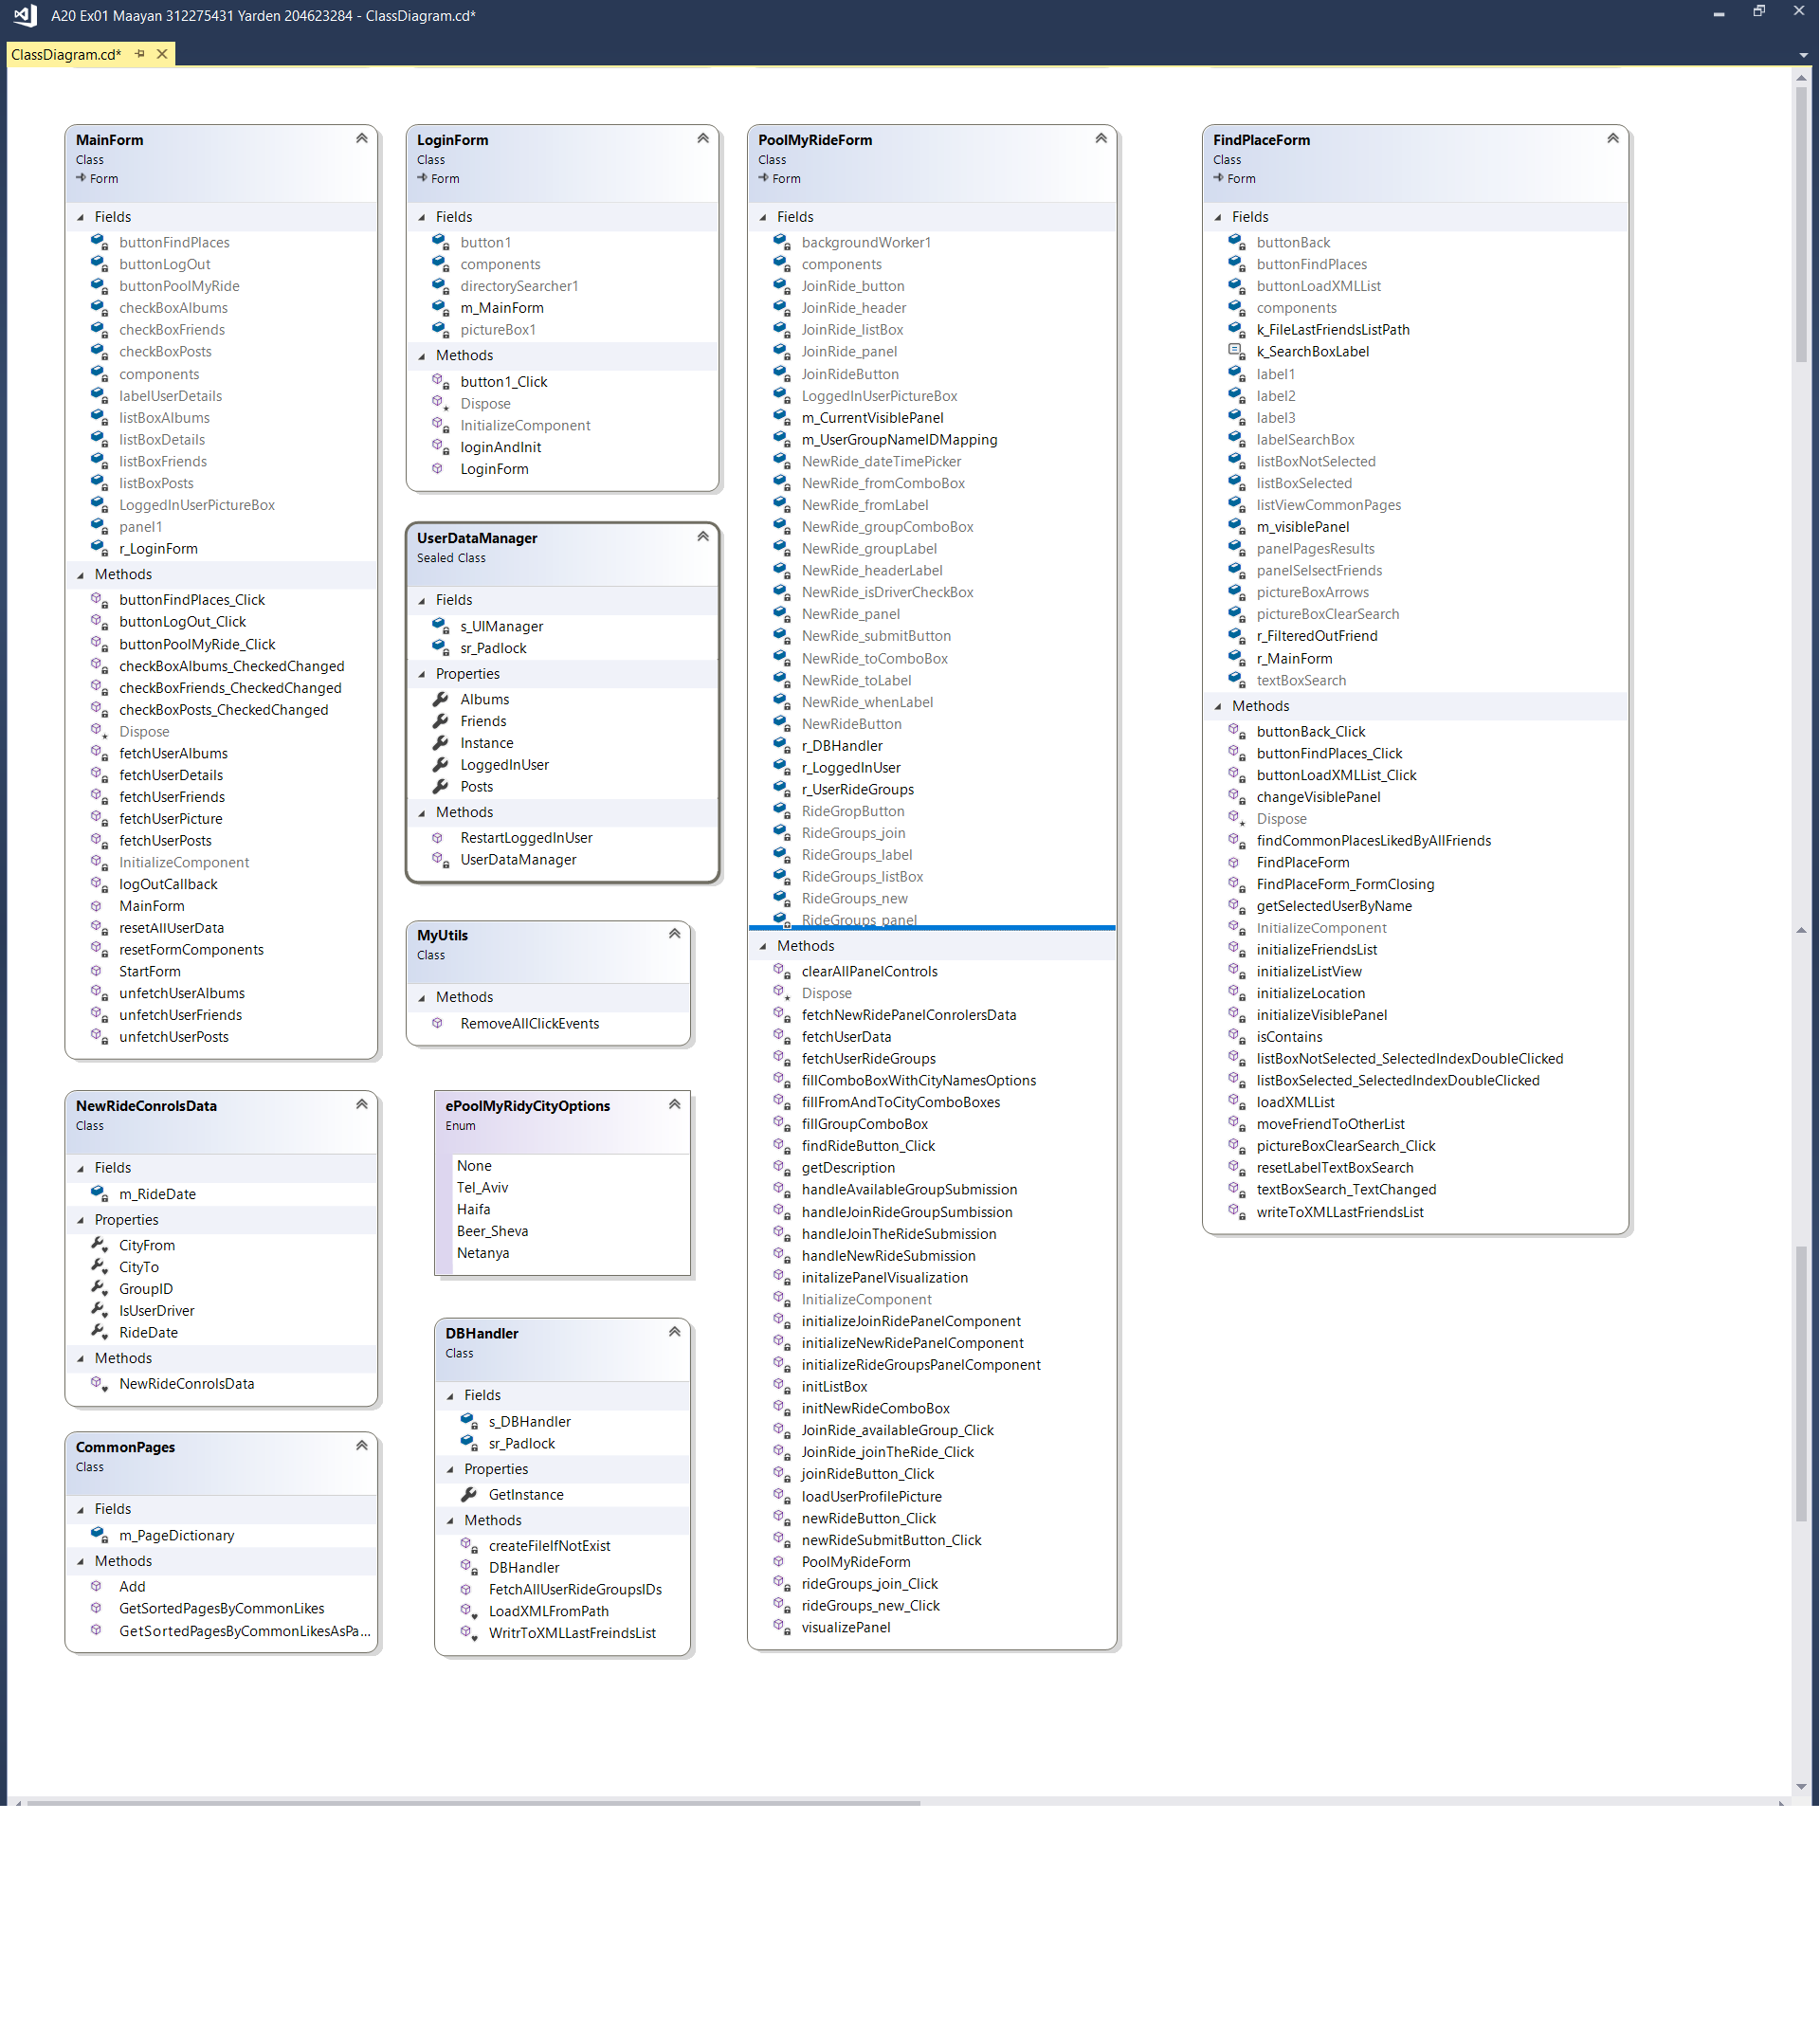 A20 Ex01 Maayan 312275431 Yarden 204623284 - ClassDiagram.cd*
ClassDiagram.cd*
MainForm
Class
Form
Fields
buttonFindPlaces
buttonLogOut
buttonPoolMyRide
checkBoxAlbums
checkBoxFriends
checkBoxPosts
components
labelUserDetails
listBoxAlbums
listBoxDetails
listBoxFriends
listBoxPosts
LoggedInUserPictureBox
panel1
r_LoginForm
Methods
buttonFindPlaces_Click
buttonLogOut_Click
buttonPoolMyRide_Click
checkBoxAlbums_CheckedChanged
checkBoxFriends_CheckedChanged
checkBoxPosts_CheckedChanged
Dispose
fetchUserAlbums
fetchUserDetails
fetchUserFriends
fetchUserPicture
fetchUserPosts
InitializeComponent
logOutCallback
MainForm
resetAllUserData
resetFormComponents
StartForm
unfetchUserAlbums
unfetchUserFriends
unfetchUserPosts
NewRideConrolsData
Class
Fields
m_RideDate
Properties
CityFrom
CityTo
GroupID
IsUserDriver
RideDate
Methods
NewRideConrolsData
CommonPages
Class
Fields
m_PageDictionary
Methods
Add
GetSortedPagesByCommonLikes
GetSortedPagesByCommonLikesAsPa...
LoginForm
Class
Form
Fields
button1
components
directorySearcher1
m_MainForm
pictureBox1
Methods
button1_Click
Dispose
InitializeComponent
loginAndInit
LoginForm
UserDataManager
Sealed Class
Fields
s_UIManager
sr_Padlock
Properties
Albums
Friends
Instance
LoggedInUser
Posts
Methods
RestartLoggedInUser
UserDataManager
MyUtils
Class
Methods
RemoveAllClickEvents
ePoolMyRidyCityOptions
Enum
None
Tel_Aviv
Haifa
Beer_Sheva
Netanya
DBHandler
Class
Fields
s_DBHandler
sr_Padlock
Properties
GetInstance
Methods
createFileIfNotExist
DBHandler
FetchAllUserRideGroupsIDs
LoadXMLFromPath
WritrToXMLLastFreindsList
PoolMyRideForm
Class
Form
Fields
backgroundWorker1
components
JoinRide_button
JoinRide_header
JoinRide_listBox
JoinRide_panel
JoinRideButton
LoggedInUserPictureBox
m_CurrentVisiblePanel
m_UserGroupNameIDMapping
NewRide_dateTimePicker
NewRide_fromComboBox
NewRide_fromLabel
NewRide_groupComboBox
NewRide_groupLabel
NewRide_headerLabel
NewRide_isDriverCheckBox
NewRide_panel
NewRide_submitButton
NewRide_toComboBox
NewRide_toLabel
NewRide_whenLabel
NewRideButton
r_DBHandler
r_LoggedInUser
r_UserRideGroups
RideGropButton
RideGroups_join
RideGroups_label
RideGroups_listBox
RideGroups_new
RideGroups_panel
Methods
clearAllPanelControls
Dispose
fetchNewRidePanelConrolersData
fetchUserData
fetchUserRideGroups
fillComboBoxWithCityNamesOptions
fillFromAndToCityComboBoxes
fillGroupComboBox
findRideButton_Click
getDescription
handleAvailableGroupSubmission
handleJoinRideGroupSumbission
handleJoinTheRideSubmission
handleNewRideSubmission
initalizePanelVisualization
InitializeComponent
initializeJoinRidePanelComponent
initializeNewRidePanelComponent
initializeRideGroupsPanelComponent
initListBox
initNewRideComboBox
JoinRide_availableGroup_Click
JoinRide_joinTheRide_Click
joinRideButton_Click
loadUserProfilePicture
newRideButton_Click
newRideSubmitButton_Click
PoolMyRideForm
rideGroups_join_Click
rideGroups_new_Click
visualizePanel
FindPlaceForm
Class
Form
Fields
buttonBack
buttonFindPlaces
buttonLoadXMLList
components
k_FileLastFriendsListPath
k_SearchBoxLabel
label1
label2
label3
labelSearchBox
listBoxNotSelected
listBoxSelected
listViewCommonPages
m_visiblePanel
panelPagesResults
panelSelsectFriends
pictureBoxArrows
pictureBoxClearSearch
r_FilteredOutFriend
r_MainForm
textBoxSearch
Methods
buttonBack_Click
buttonFindPlaces_Click
buttonLoadXMLList_Click
changeVisiblePanel
Dispose
findCommonPlacesLikedByAllFriends
FindPlaceForm
FindPlaceForm_FormClosing
getSelectedUserByName
InitializeComponent
initializeFriendsList
initializeListView
initializeLocation
initializeVisiblePanel
isContains
listBoxNotSelected_SelectedIndexDoubleClicked
listBoxSelected_SelectedIndexDoubleClicked
loadXMLList
moveFriendToOtherList
pictureBoxClearSearch_Click
resetLabelTextBoxSearch
textBoxSearch_TextChanged
writeToXMLLastFriendsList